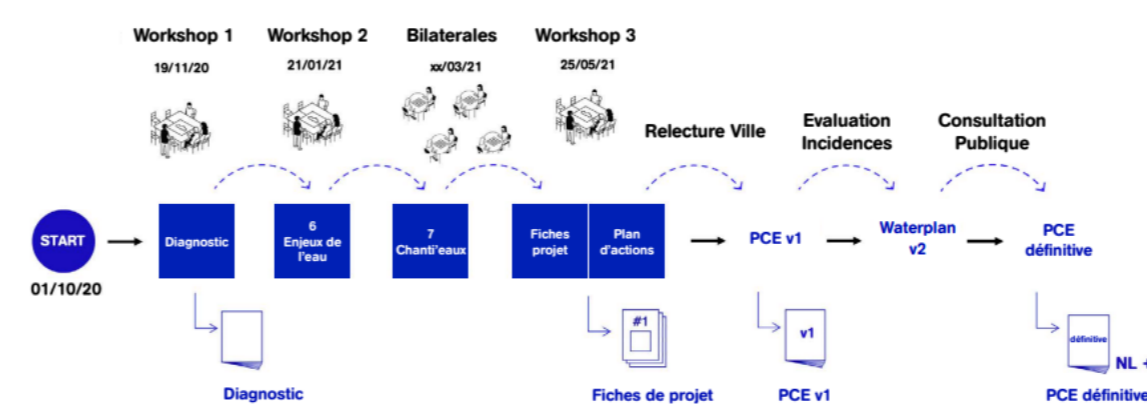 Workshop 1
19/11/20
Workshop 2
21/01/21
Bilaterales
xx/03/21
Workshop 3
25/05/21
Relecture Ville
Evaluation
Incidences
Consultation
Publique
START
01/10/20
Diagnostic
6
Enjeux de
l'eau
7
Chanti'eaux
Fiches
projet
Plan
d'actions
PCE v1
Waterplan
v2
PCE
définitive
Diagnostic
#1
Fiches de projet
v1
PCE v1
définitive
NL +
PCE définitive